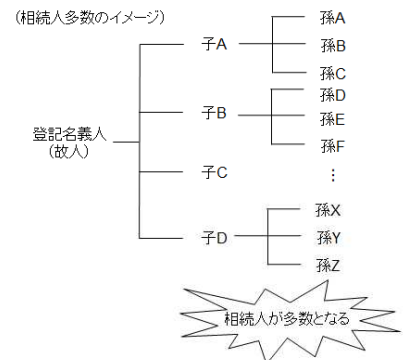 (相続人多数のイメージ)
孫A
子A
孫B
孫C
孫D
子B
孫E
登記名義人
(故人)
孫F
子C
⋮
孫X
子D
孫Y
孫Z
相続人が多数となる